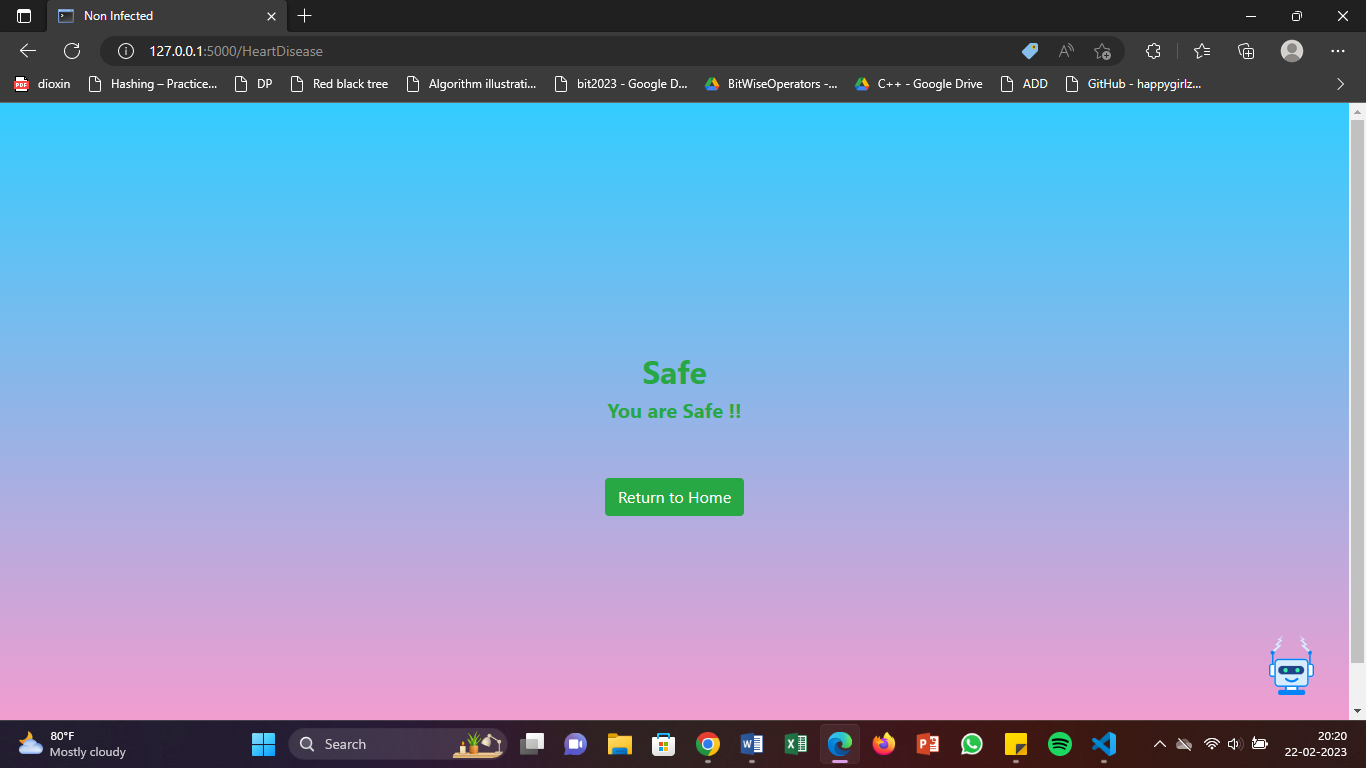 Non Infected
127.0.0.1:5000/HeartDisease
PDF dioxin Hashing – Practice... DP Red black tree Algorithm illustrati... bit2023 - Google D... BitWiseOperators -... C++ - Google Drive ADD GitHub - happygirlz...
Safe
You are Safe !!
Return to Home
80°F
Mostly cloudy
Search
20:20
22-02-2023